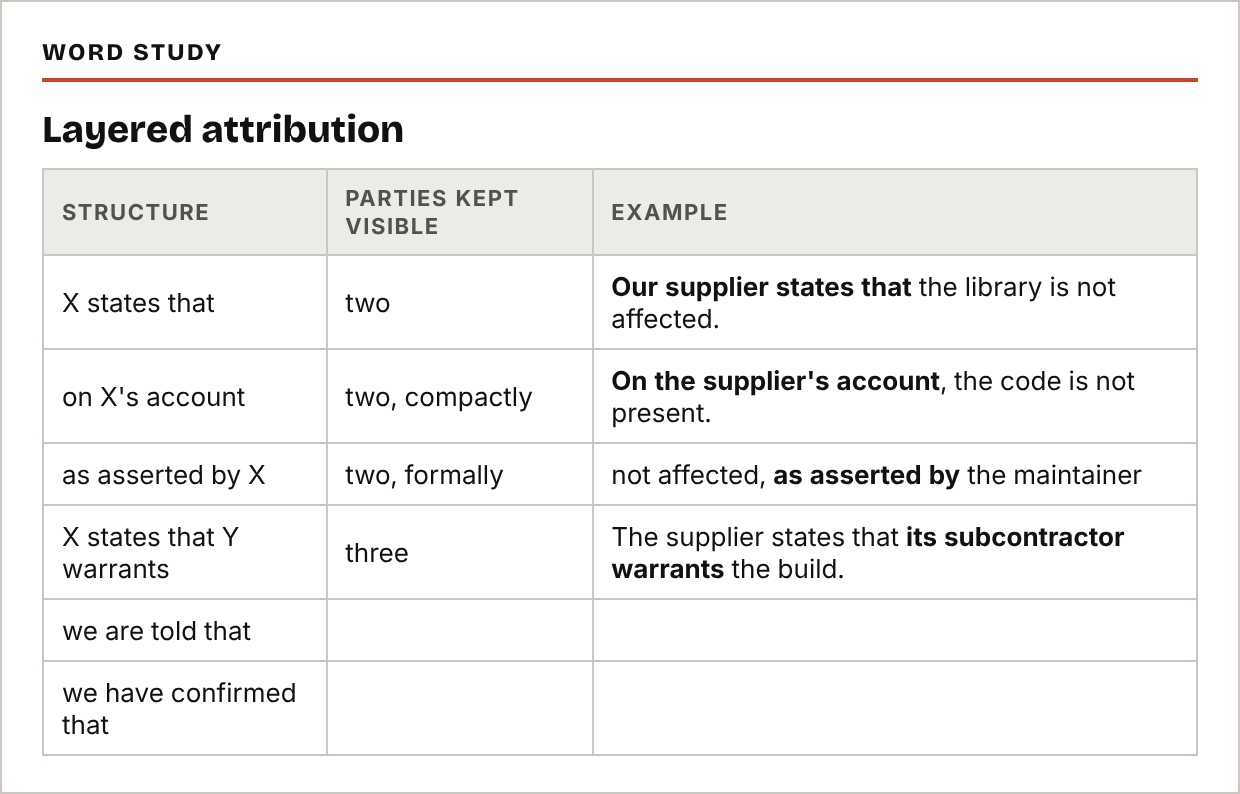 WORD STUDY
Layered attribution
STRUCTURE
PARTIES KEPT
VISIBLE
EXAMPLE
X states that
two
Our supplier states that the library is not
affected.
on X's account
two, compactly
On the supplier's account, the code is not
present.
as asserted by X
two, formally
not affected, as asserted by the maintainer
X states that Y
warrants
three
The supplier states that its subcontractor
warrants the build.
we are told that
we have confirmed
that